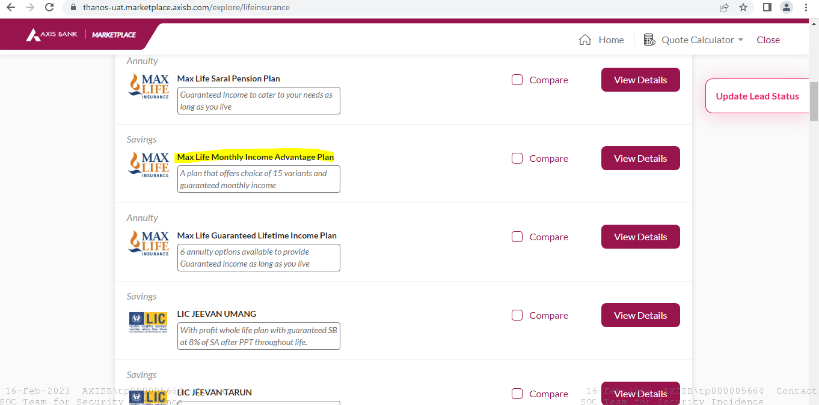 thanos-uat.marketplace.axisb.com/explore/lifeinsurance
AXIS BANK | MARKETPLACE
Home
Quote Calculator
Close
Annuity
MAX LIFE INSURANCE
Max Life Saral Pension Plan
Guaranteed Income to cater to your needs as
long as you live
Compare
View Details
Update Lead Status
Savings
MAX LIFE INSURANCE
Max Life Monthly Income Advantage Plan
A plan that offers choice of 15 variants and
guaranteed monthly income
Compare
View Details
Annuity
MAX LIFE INSURANCE
Max Life Guaranteed Lifetime Income Plan
6 annuity options available to provide
Guaranteed income as long as you live
Compare
View Details
Savings
LIC
LIC JEEVAN UMANG
With profit whole life plan with guaranteed SB
at 8% of SA after PPT throughout life.
Compare
View Details
Savings
LIC
LIC JEEVAN TARUN
Compare
View Details
16-Feb-2023 AXISB\tp00000566
16- SB\tp000005664 Contact
SOC Team for Security
SOC Team for Security Incidence